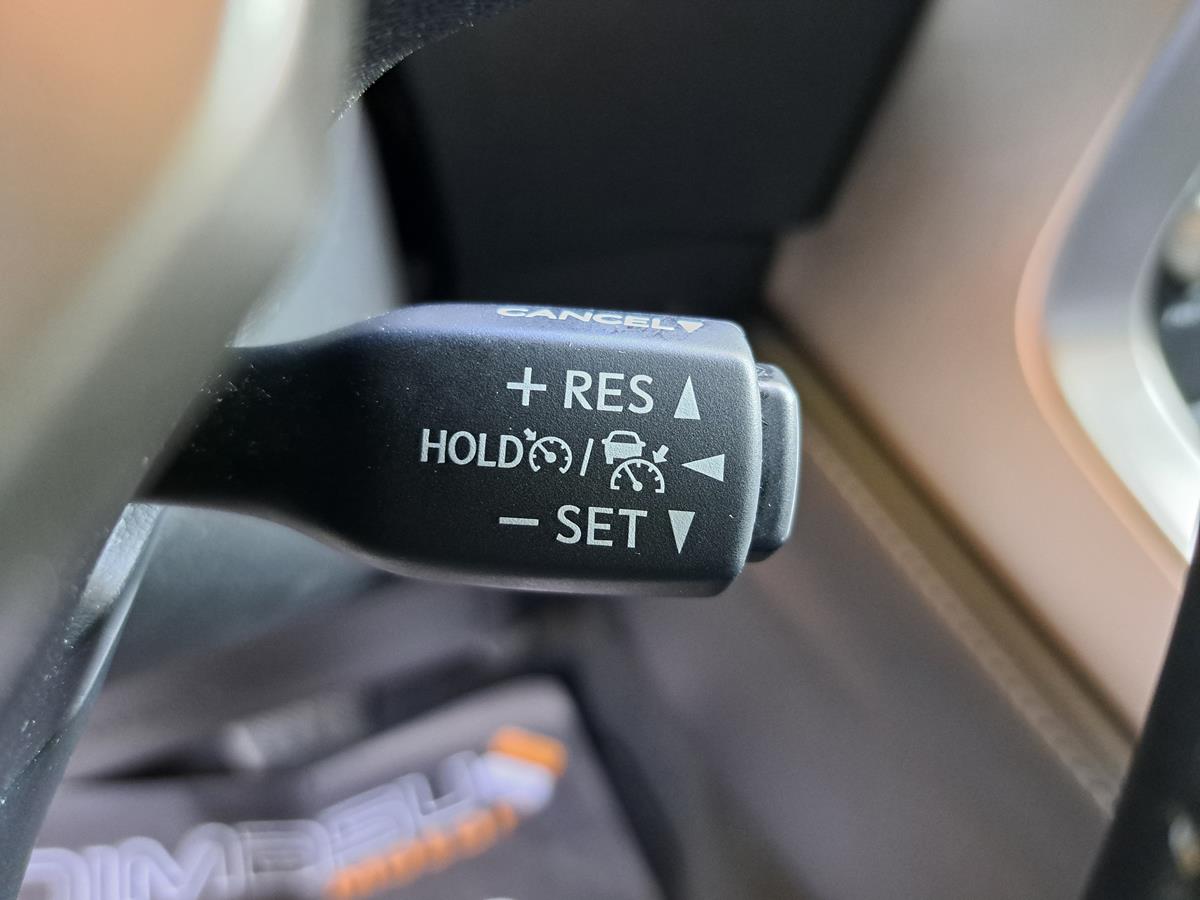 CANCEL▼
+ RES ▲
HOLD / ◀
− SET ▼